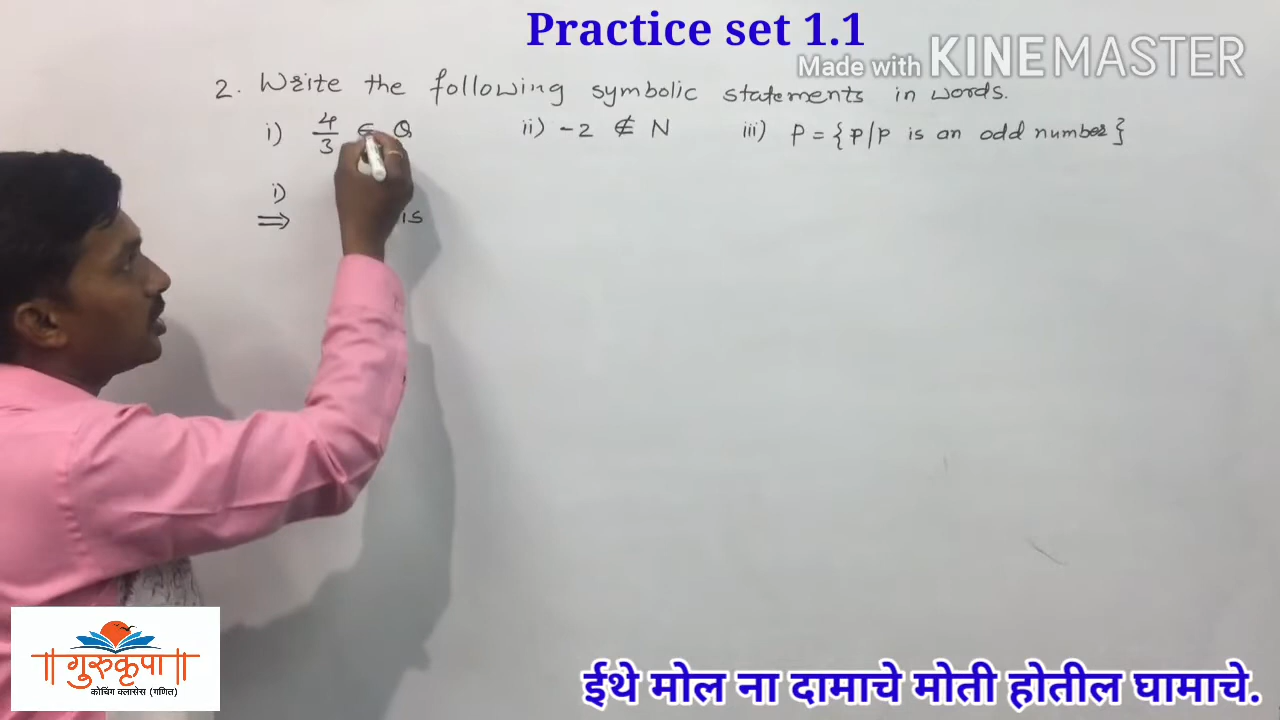 Practice set 1.1
Made with KINEMASTER
2. Write the following symbolic statements in words.
i) 4/3 ∈ Q ii) -2 ∉ N iii) P = {p/p is an odd number}
i)
⇒ is
गुरुकृपा
कोचिंग क्लासेस (गणित)
ईथे मोल ना दामाचे मोती होतील घामाचे.